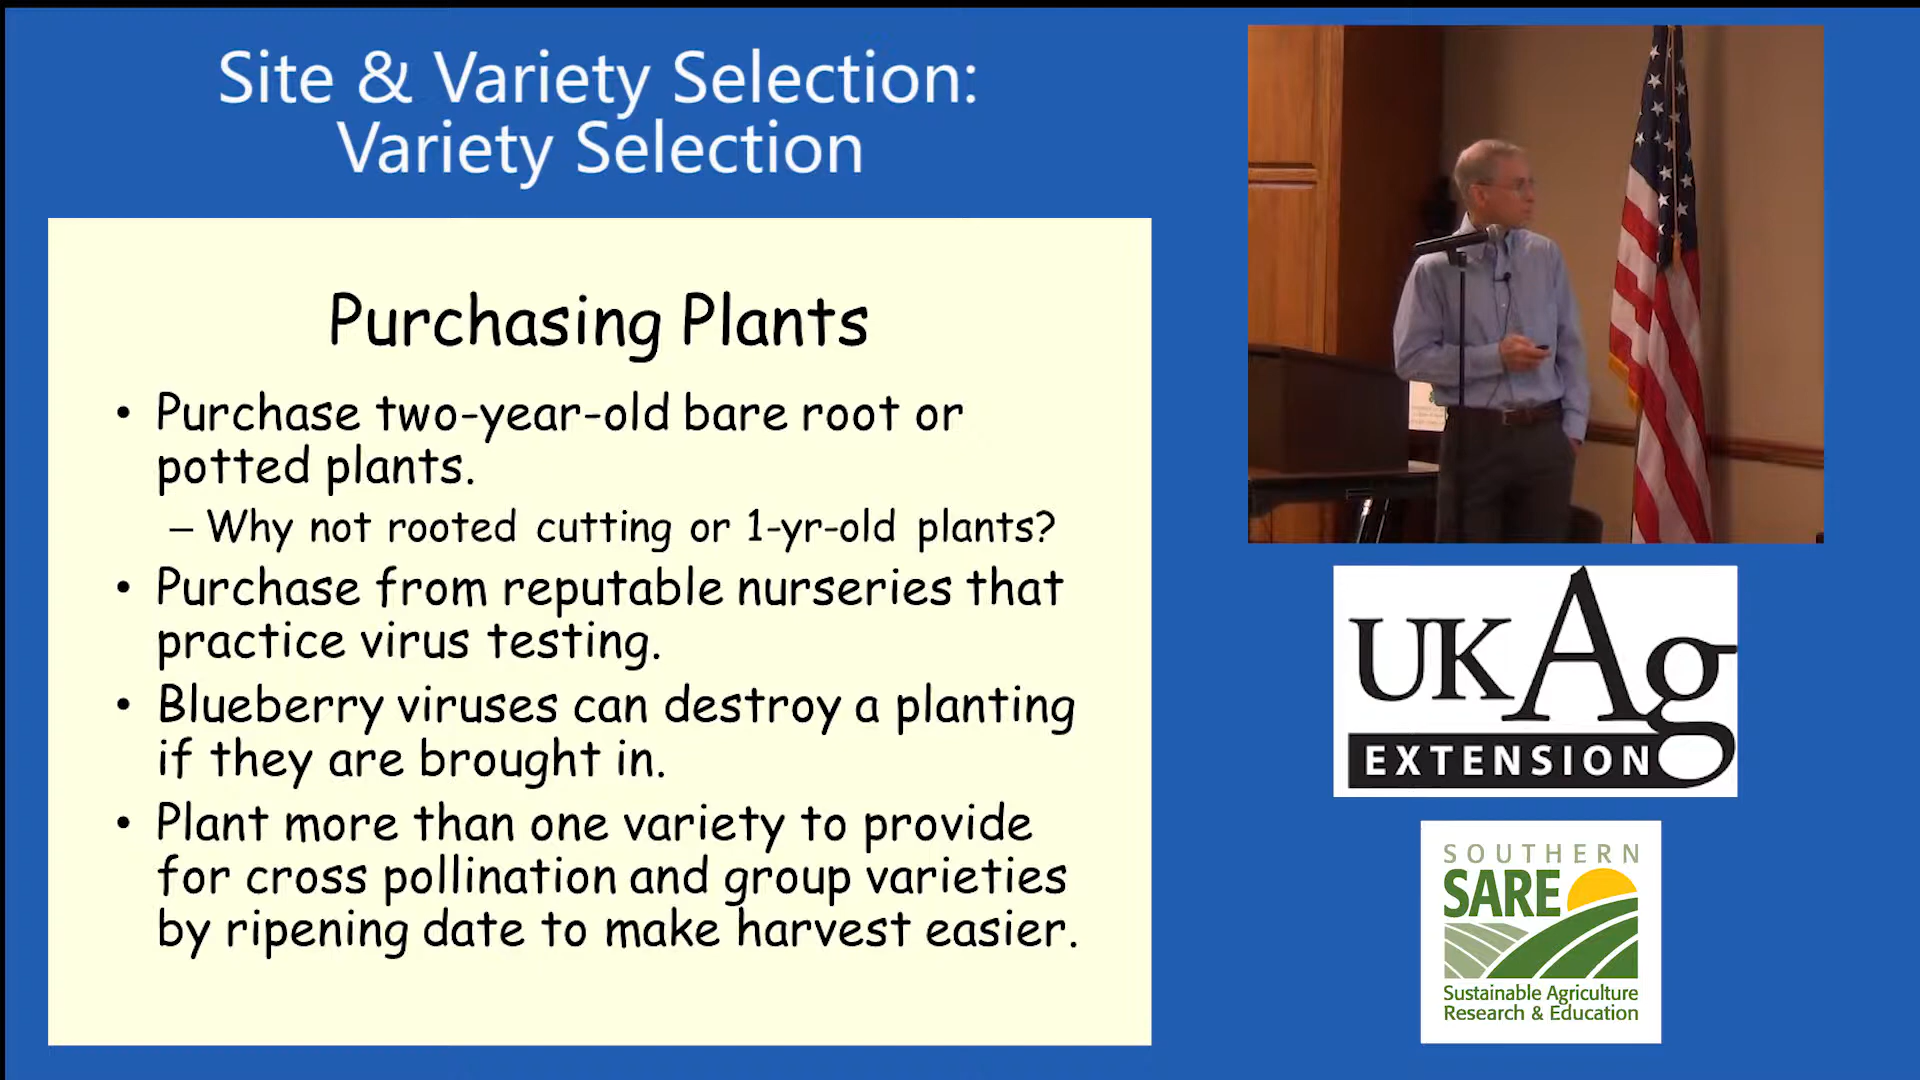 Site & Variety Selection:
Variety Selection
Purchasing Plants
• Purchase two-year-old bare root or
potted plants.
– Why not rooted cutting or 1-yr-old plants?
• Purchase from reputable nurseries that
practice virus testing.
• Blueberry viruses can destroy a planting
if they are brought in.
• Plant more than one variety to provide
for cross pollination and group varieties
by ripening date to make harvest easier.
UKAg
EXTENSION
SOUTHERN
SARE
Sustainable Agriculture
Research & Education